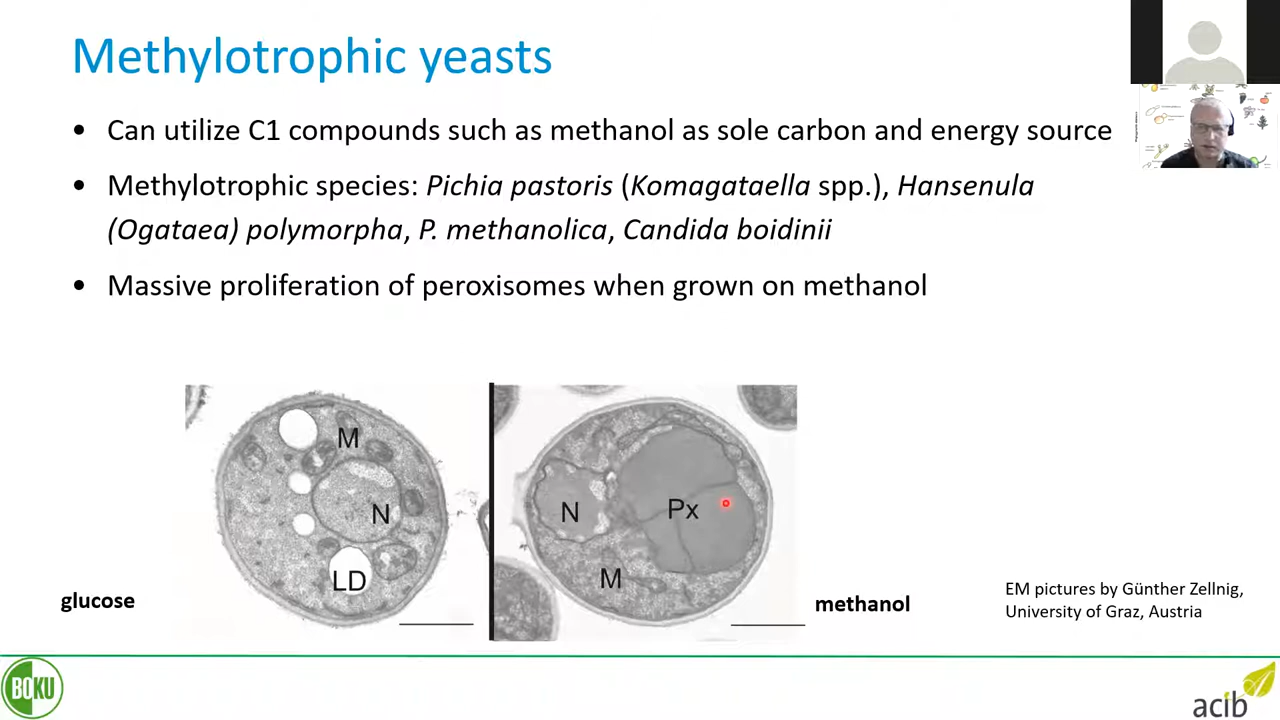 Methylotrophic yeasts
• Can utilize C1 compounds such as methanol as sole carbon and energy source
• Methylotrophic species: Pichia pastoris (Komagataella spp.), Hansenula
(Ogataea) polymorpha, P. methanolica, Candida boidinii
• Massive proliferation of peroxisomes when grown on methanol
M
N
LD
N
Px
M
glucose
methanol
EM pictures by Günther Zellnig,
University of Graz, Austria
BOKU
acib